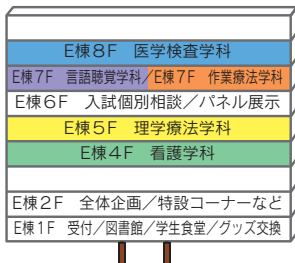 E棟8F 医学検査学科
E棟7F 言語聴覚学科/E棟7F 作業療法学科
E棟6F 入試個別相談/パネル展示
E棟5F 理学療法学科
E棟4F 看護学科
E棟2F 全体企画/特設コーナーなど
E棟1F 受付/図書館/学生食堂/グッズ交換